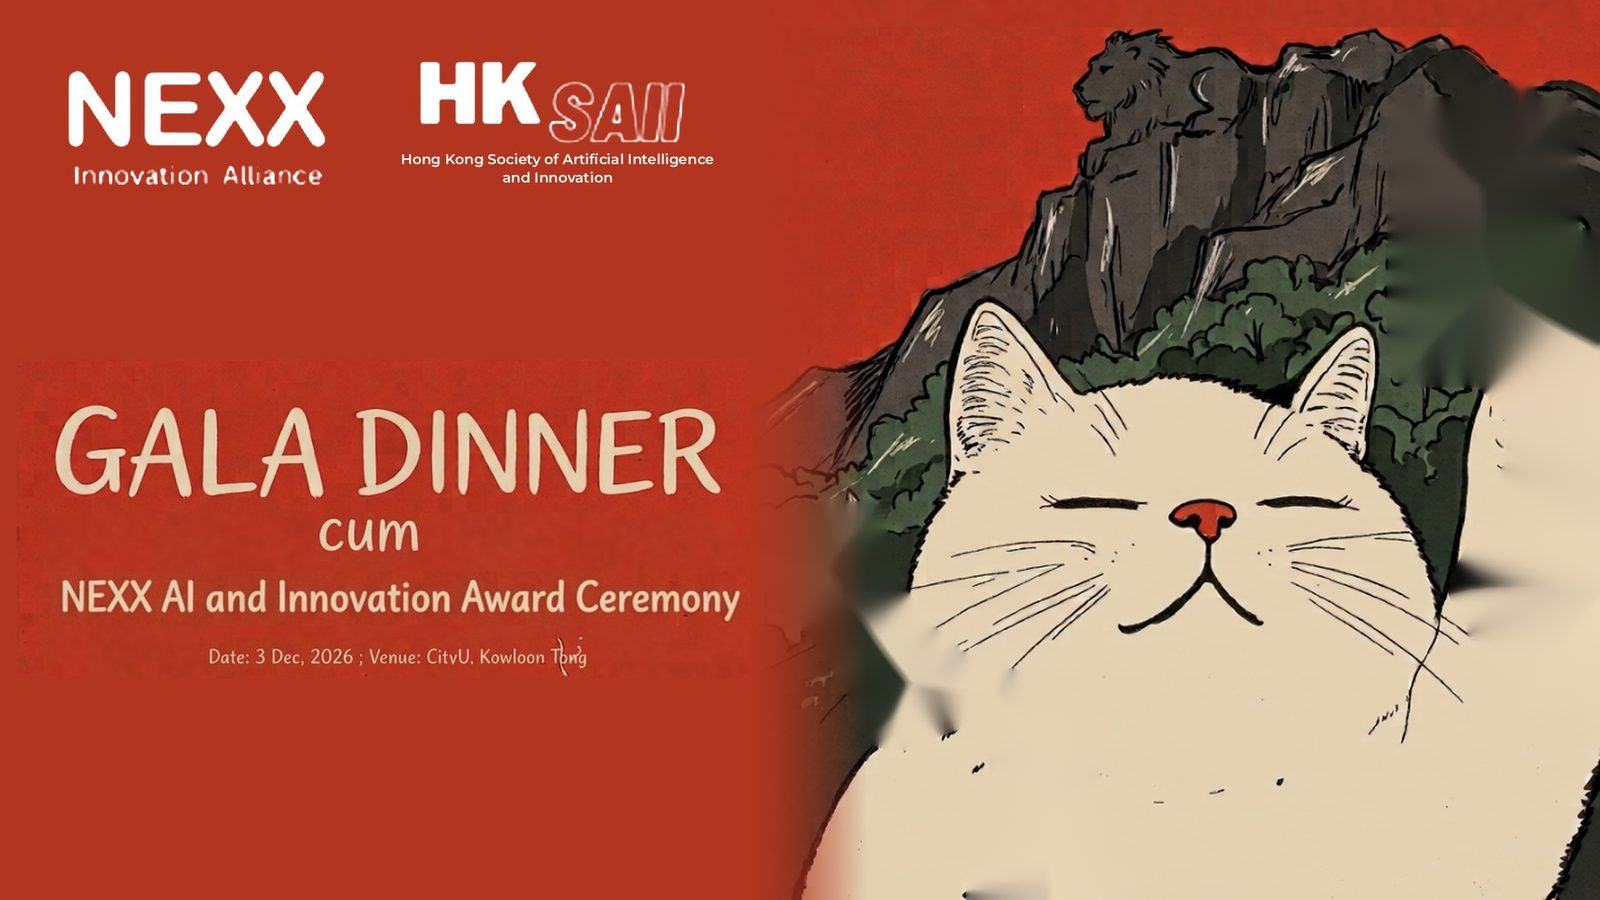 NEXX
Innovation Alliance
HK SAII
Hong Kong Society of Artificial Intelligence
and Innovation
GALA DINNER
cum
NEXX AI and Innovation Award Ceremony
Date: 3 Dec, 2026 ; Venue: CityU. Kowloon Tong